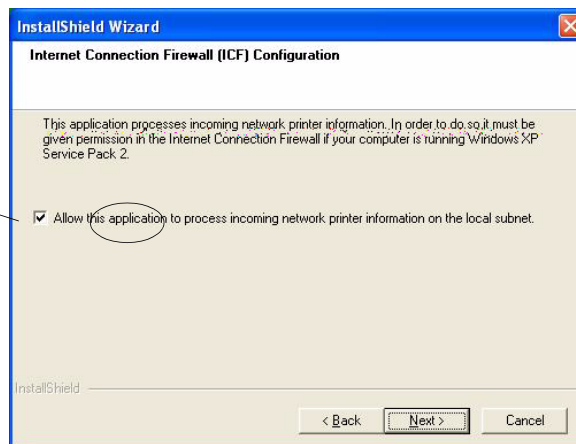 InstallShield Wizard
Internet Connection Firewall (ICF) Configuration
This application processes incoming network printer information. In order to do so, it must be
given permission in the Internet Connection Firewall if your computer is running Windows XP
Service Pack 2.
Allow this application to process incoming network printer information on the local subnet.
InstallShield
< Back
Next >
Cancel